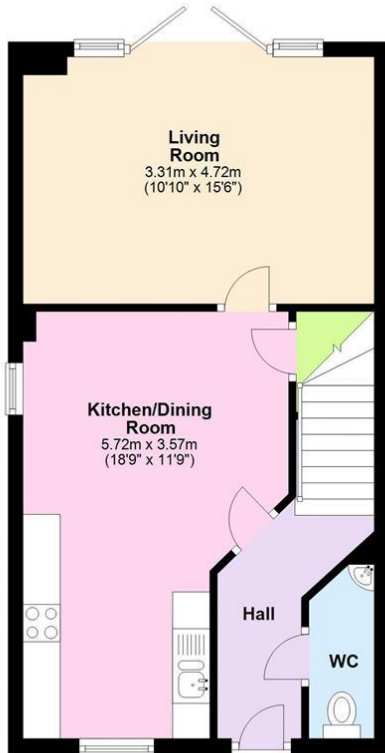 Living
Room
3.31m x 4.72m
(10'10" x 15'6")
Kitchen/Dining
Room
5.72m x 3.57m
(18'9" x 11'9")
Hall
WC